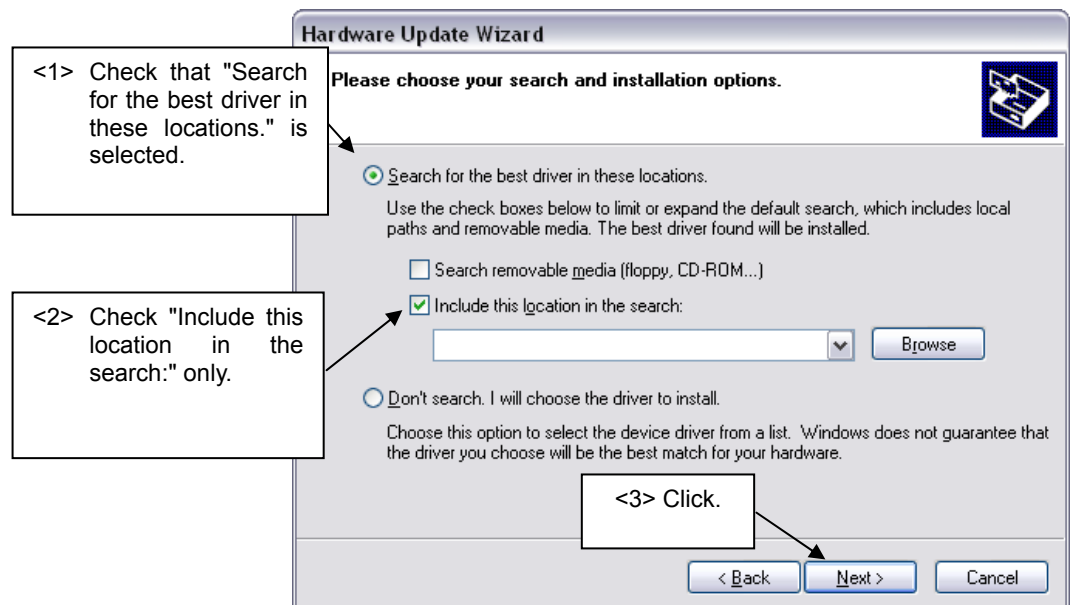 Hardware Update Wizard
<1> Check that "Search
for the best driver in
these locations." is
selected.
Please choose your search and installation options.
Search for the best driver in these locations.
Use the check boxes below to limit or expand the default search, which includes local
paths and removable media. The best driver found will be installed.
Search removable media (floppy, CD-ROM...)
<2> Check "Include this
location in the
search:" only.
Include this location in the search:
Browse
Don't search. I will choose the driver to install.
Choose this option to select the device driver from a list. Windows does not guarantee that
the driver you choose will be the best match for your hardware.
<3> Click.
< Back
Next >
Cancel